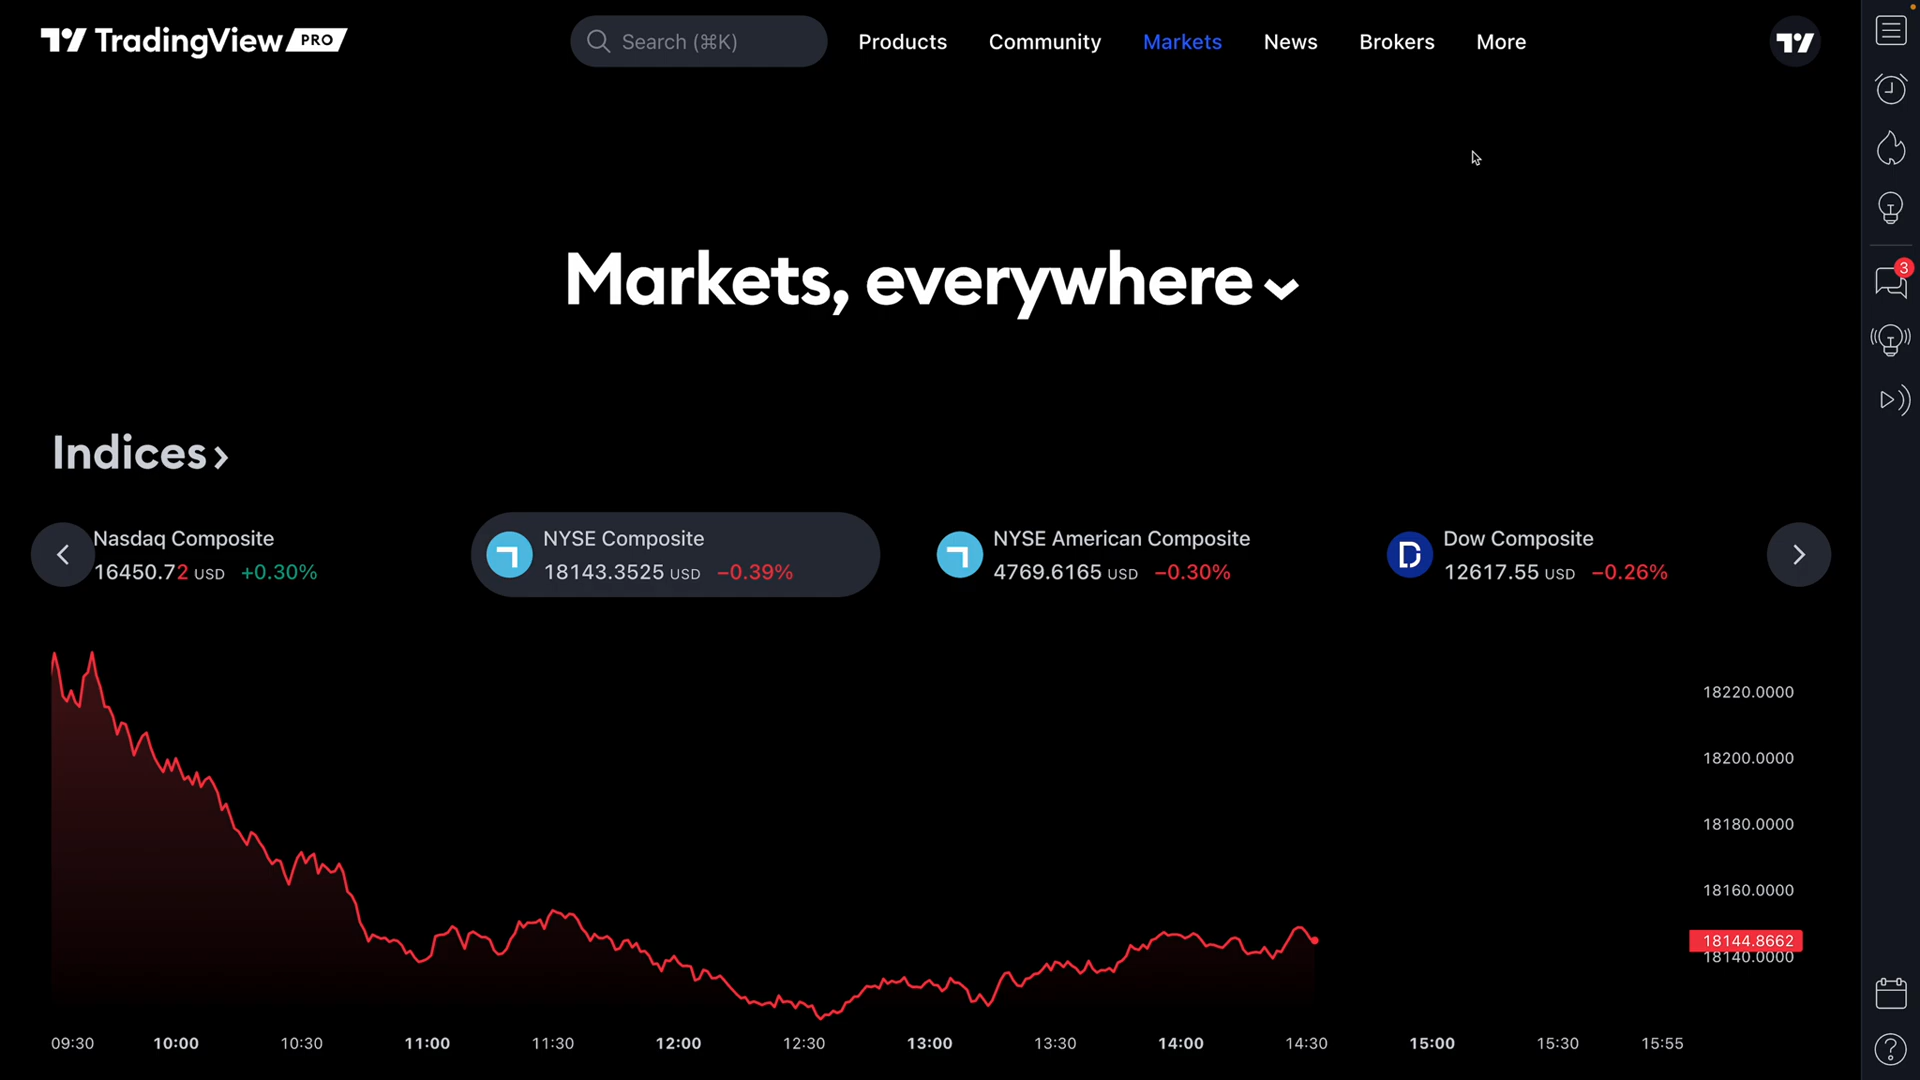 TradingView PRO
Search (⌘K)
Products
Community
Markets
News
Brokers
More
3
Markets, everywhere
Indices
Nasdaq Composite
16450.72 USD +0.30%
NYSE Composite
18143.3525 USD −0.39%
NYSE American Composite
4769.6165 USD −0.30%
Dow Composite
12617.55 USD −0.26%
18220.0000
18200.0000
18180.0000
18160.0000
18144.8662
18140.0000
09:30 10:00 10:30 11:00 11:30 12:00 12:30 13:00 13:30 14:00 14:30 15:00 15:30 15:55